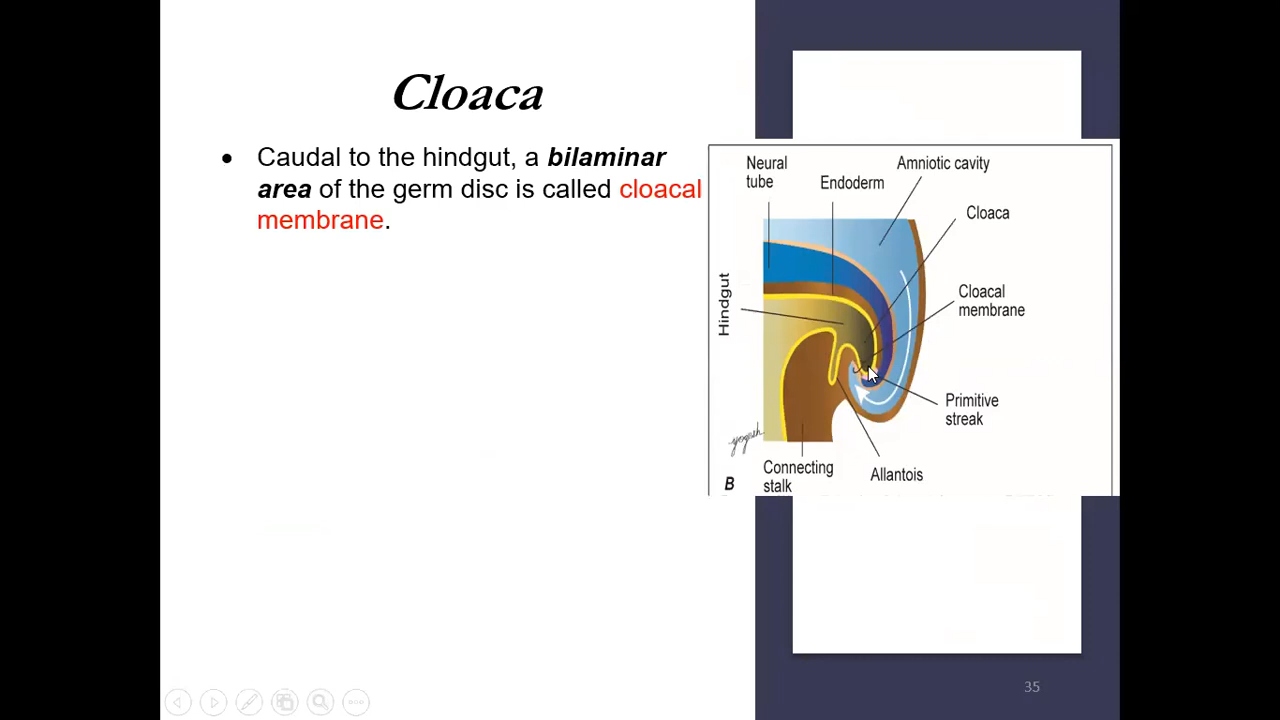 Cloaca
• Caudal to the hindgut, a bilaminar
area of the germ disc is called cloacal
membrane.
Neural
tube
Endoderm
Amniotic cavity
Cloaca
Cloacal
membrane
Hindgut
Primitive
streak
yogesh
Connecting
stalk
Allantois
B
35